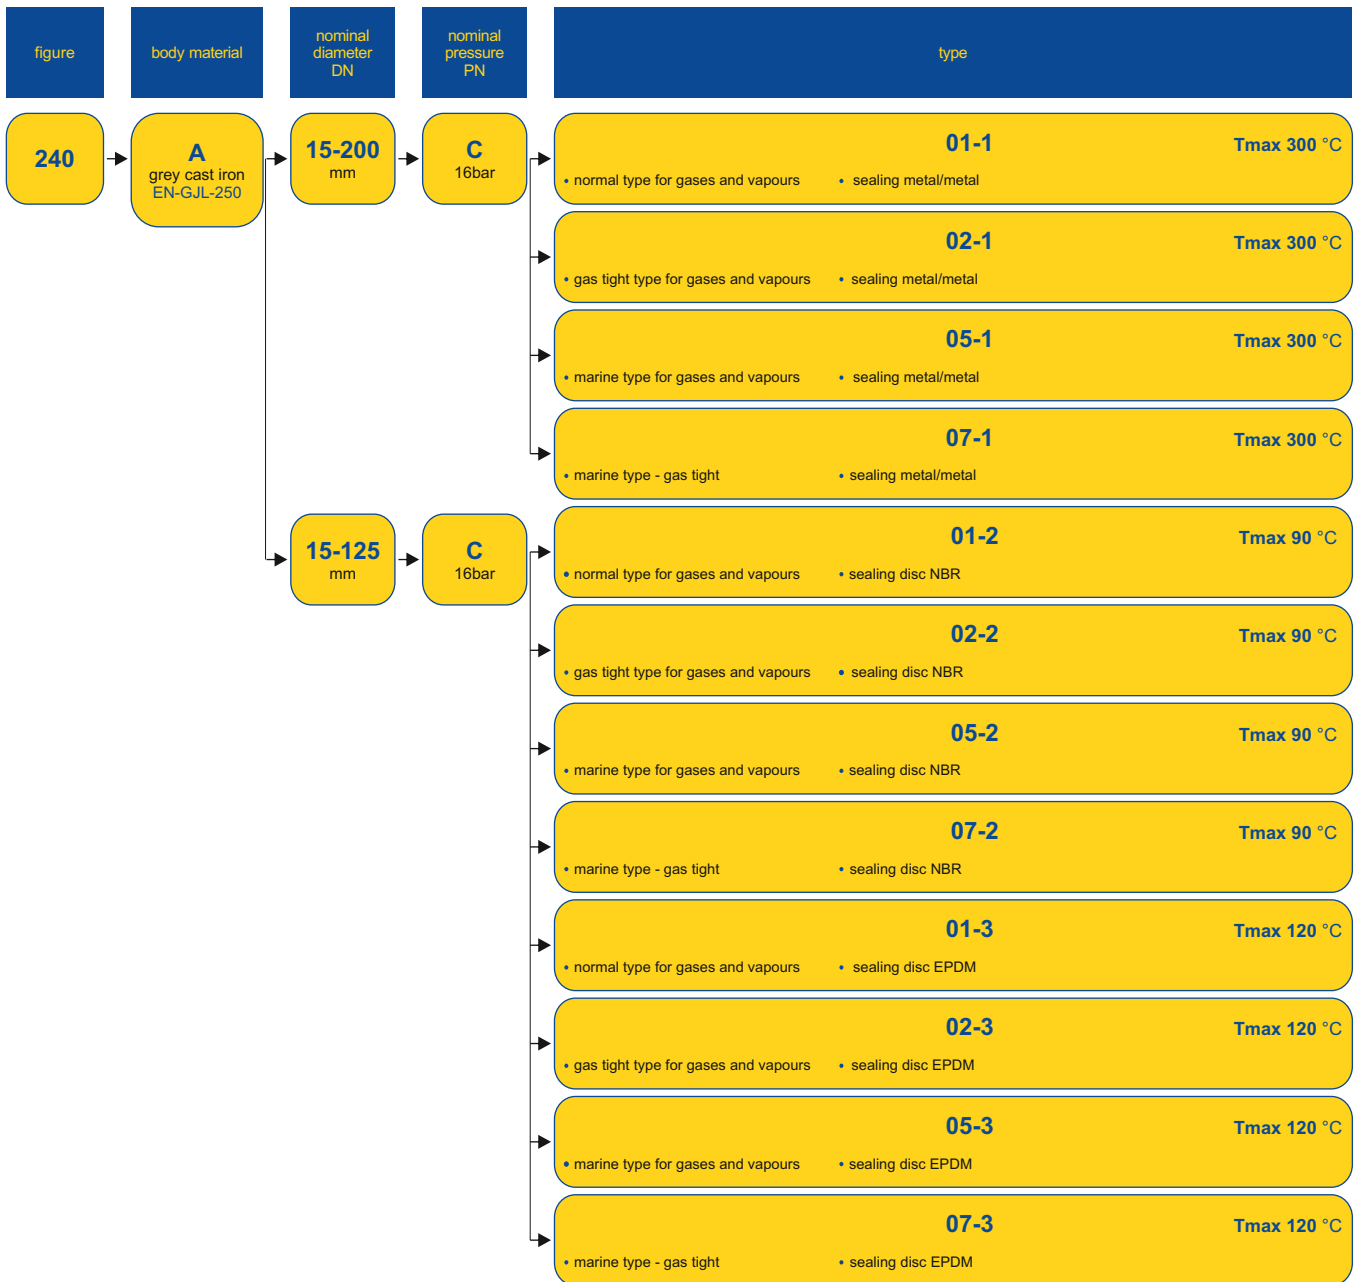 figure
body material
nominal
diameter
DN
nominal
pressure
PN
type
240
A
grey cast iron
EN-GJL-250
15-200
mm
C
16bar
01-1 Tmax 300 °C
• normal type for gases and vapours • sealing metal/metal
02-1 Tmax 300 °C
• gas tight type for gases and vapours • sealing metal/metal
05-1 Tmax 300 °C
• marine type for gases and vapours • sealing metal/metal
07-1 Tmax 300 °C
• marine type - gas tight • sealing metal/metal
15-125
mm
C
16bar
01-2 Tmax 90 °C
• normal type for gases and vapours • sealing disc NBR
02-2 Tmax 90 °C
• gas tight type for gases and vapours • sealing disc NBR
05-2 Tmax 90 °C
• marine type for gases and vapours • sealing disc NBR
07-2 Tmax 90 °C
• marine type - gas tight • sealing disc NBR
01-3 Tmax 120 °C
• normal type for gases and vapours • sealing disc EPDM
02-3 Tmax 120 °C
• gas tight type for gases and vapours • sealing disc EPDM
05-3 Tmax 120 °C
• marine type for gases and vapours • sealing disc EPDM
07-3 Tmax 120 °C
• marine type - gas tight • sealing disc EPDM